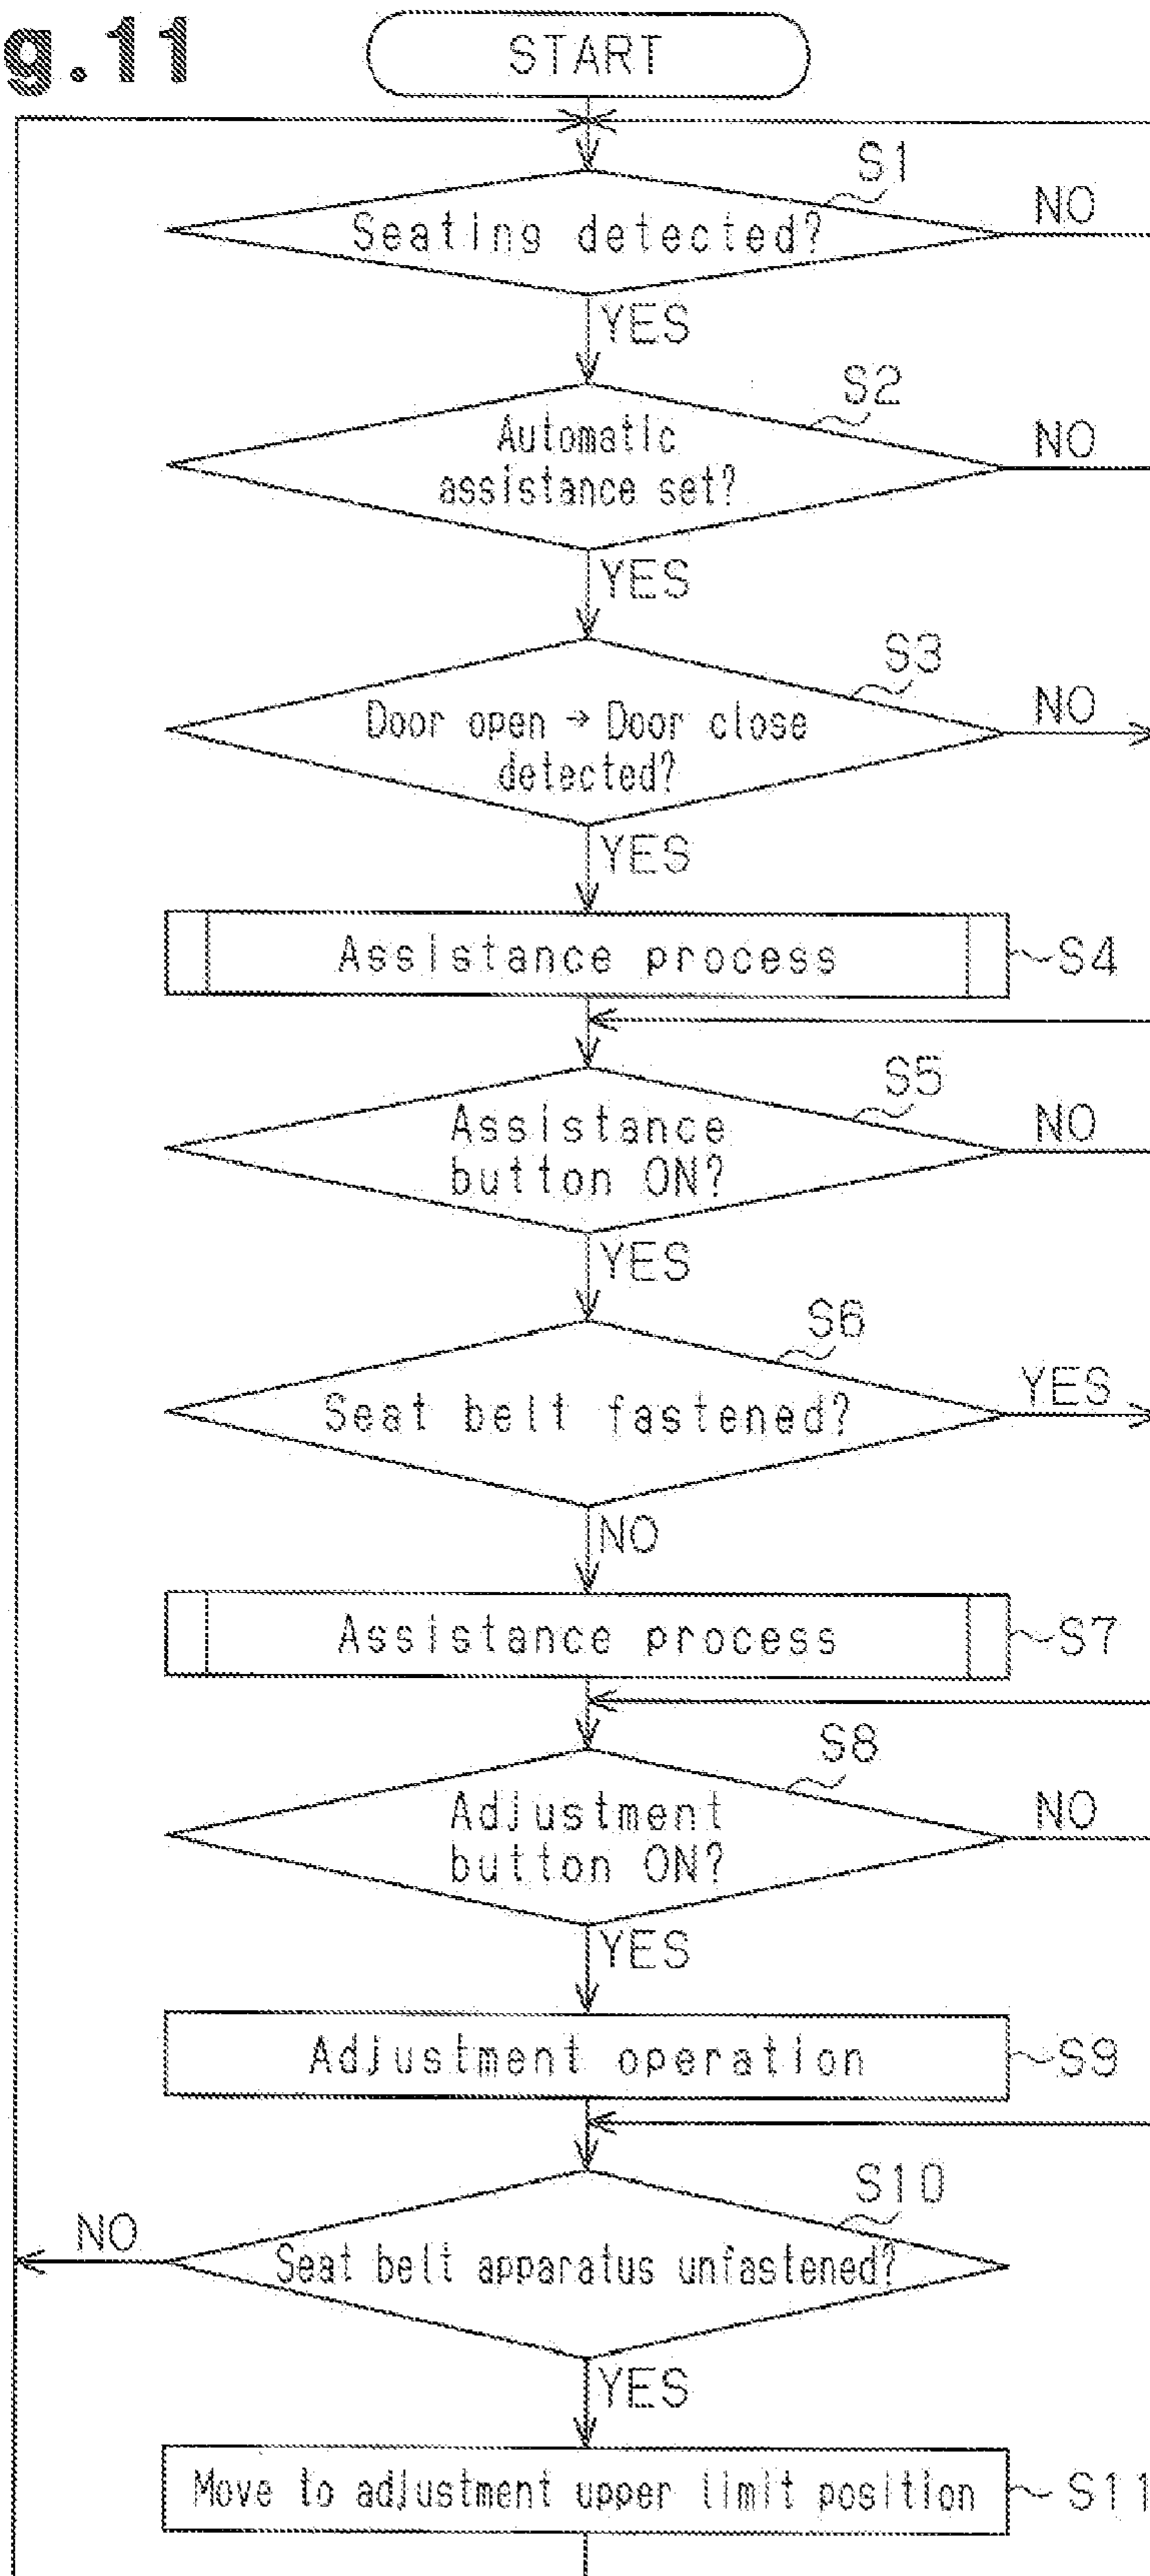 g.11
START
S1
Seating detected?
NO
YES
S2
Automatic
assistance set?
NO
YES
S3
Door open → Door close
detected?
NO
YES
Assistance process
S4
S5
Assistance
button ON?
NO
YES
S6
Seat belt fastened?
YES
NO
Assistance process
S7
S8
Adjustment
button ON?
NO
YES
Adjustment operation
S9
S10
NO
Seat belt apparatus unfastened?
YES
Move to adjustment upper limit position
S11